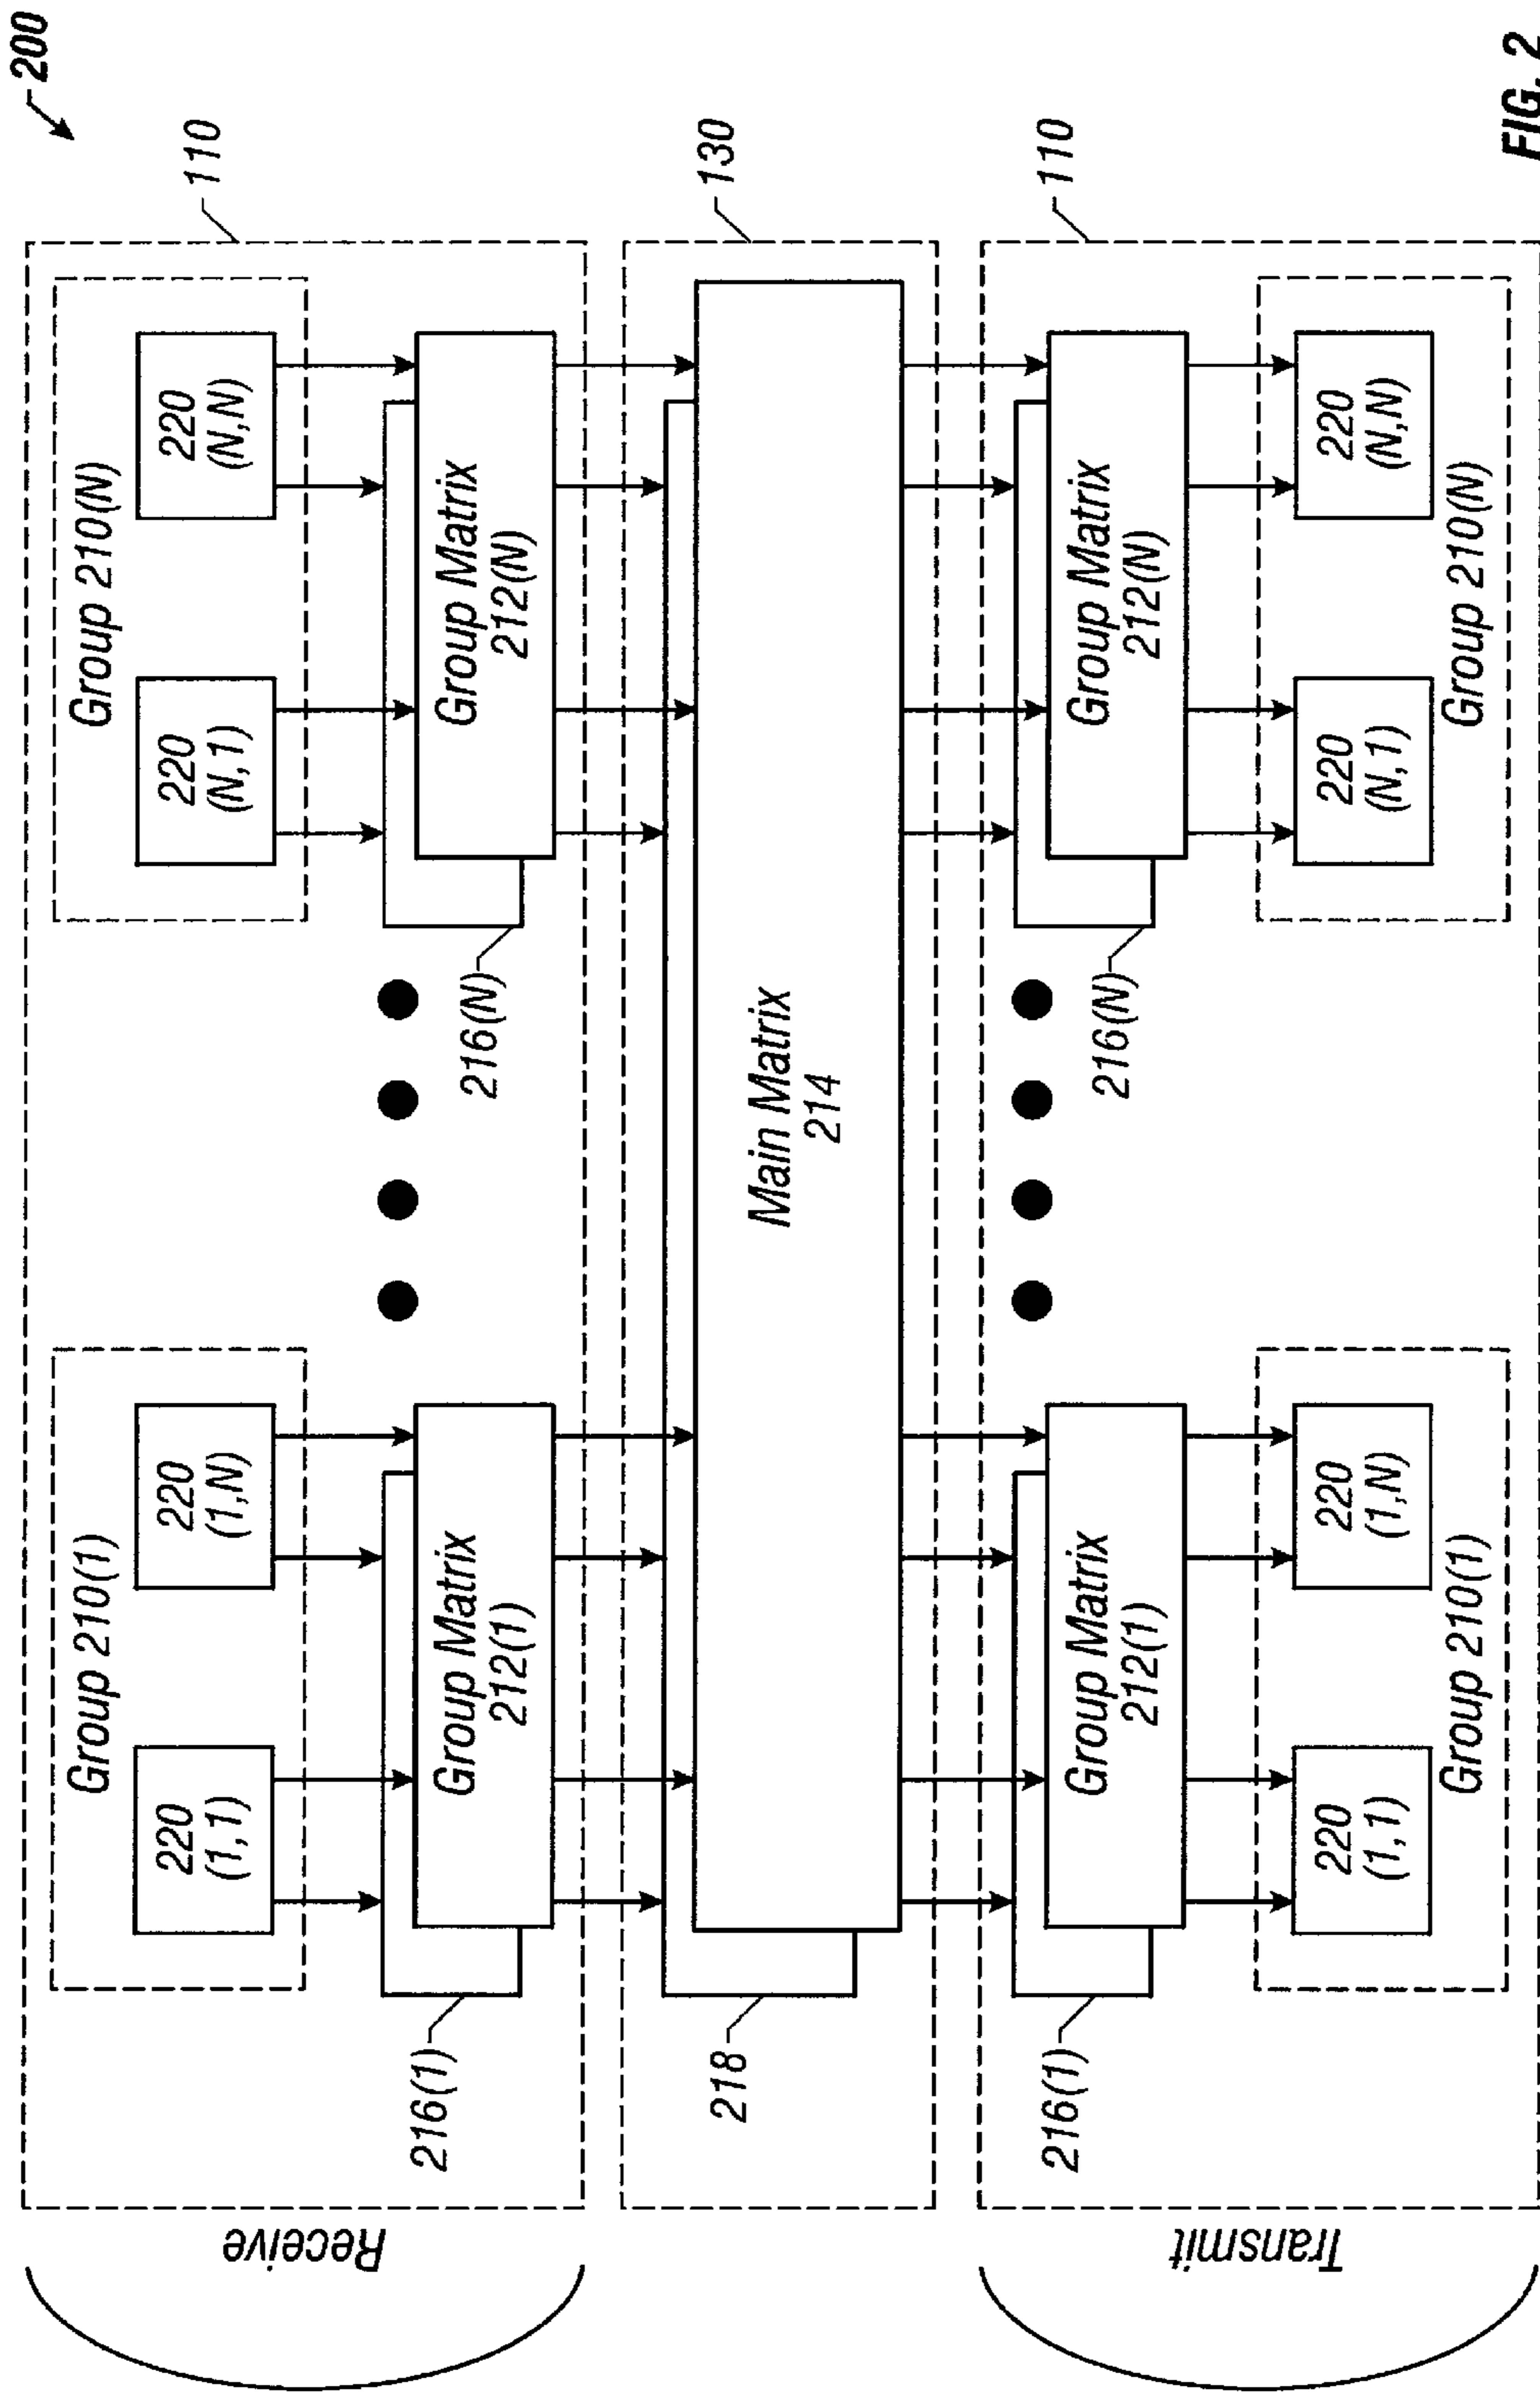 200
110
Group 210(1)
220
(1,1)
220
(1,N)
Group 210(N)
220
(N,1)
220
(N,N)
Group Matrix
212(1)
Group Matrix
212(N)
216(1)
216(N)
Receive
130
Main Matrix
214
218
110
Group Matrix
212(1)
Group Matrix
212(N)
216(1)
216(N)
220
(1,1)
220
(1,N)
Group 210(1)
220
(N,1)
220
(N,N)
Group 210(N)
Transmit
FIG. 2